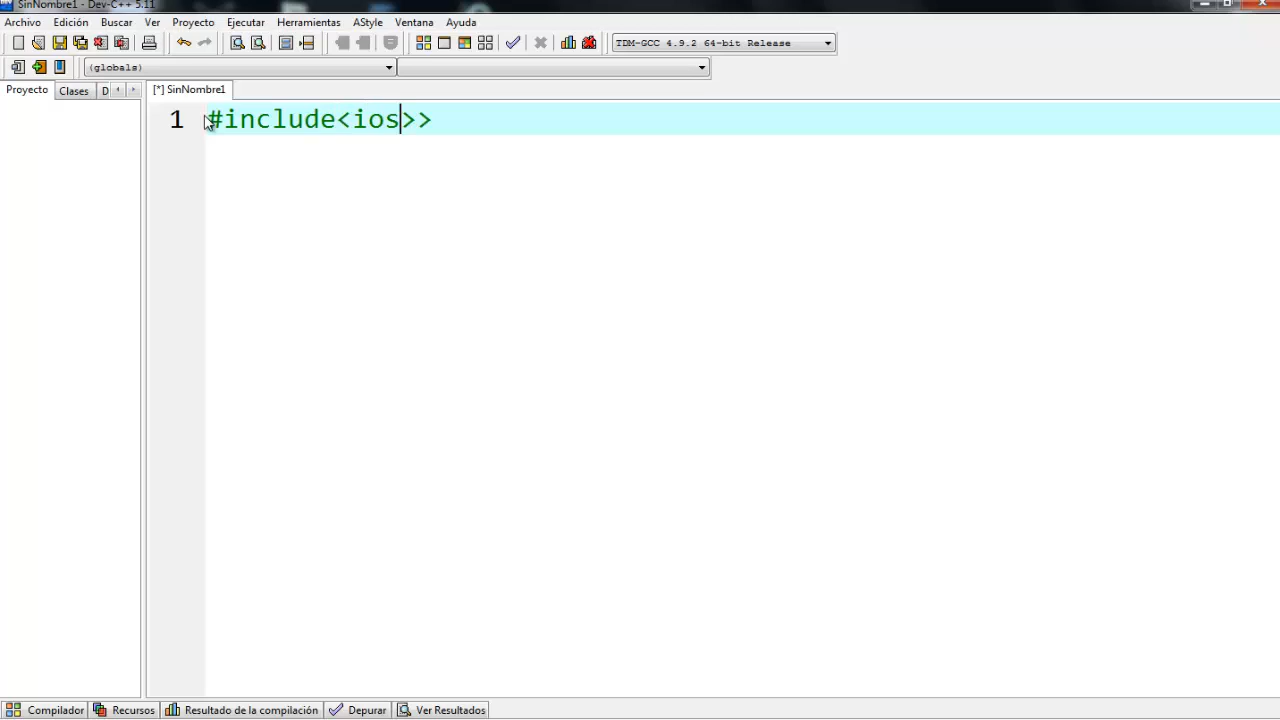 SinNombre1 - Dev-C++ 5.11
Archivo Edición Buscar Ver Proyecto Ejecutar Herramientas AStyle Ventana Ayuda
TDM-GCC 4.9.2 64-bit Release
(globals)
Proyecto Clases D [*] SinNombre1
1 #include<ios>>
Compilador Recursos Resultado de la compilación Depurar Ver Resultados